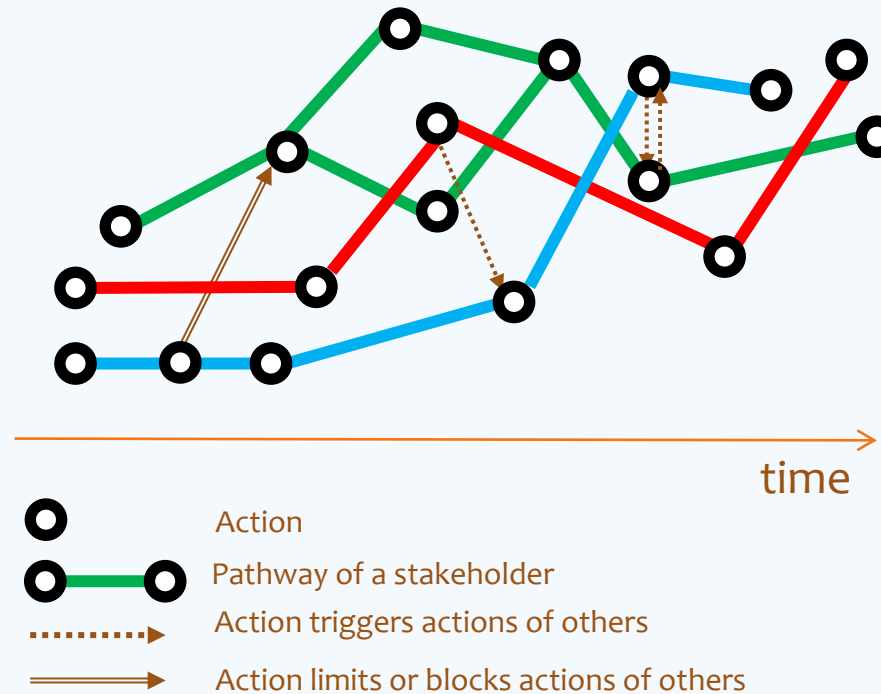 time
Action
Pathway of a stakeholder
Action triggers actions of others
Action limits or blocks actions of others